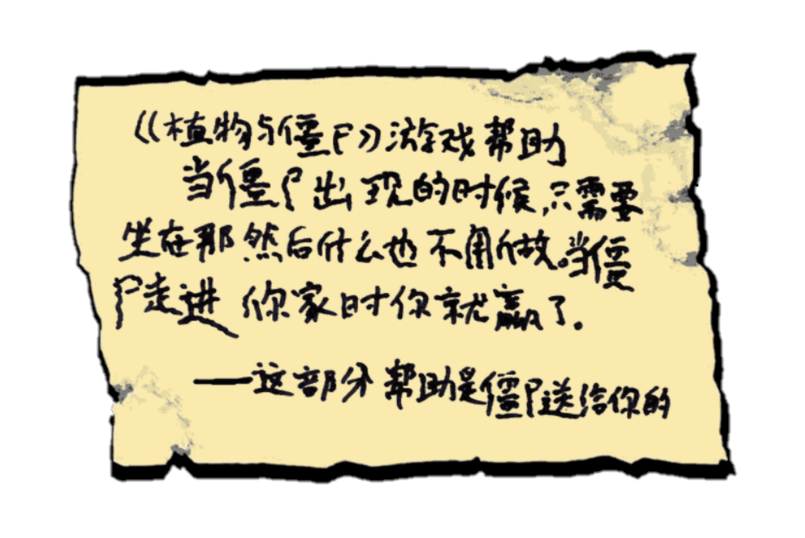 《植物与僵尸》游戏帮助
当僵尸出现的时候,只需要
坐在那然后什么也不用做。当僵
尸走进你家时你就赢了。
——这部分帮助是僵尸送给你的